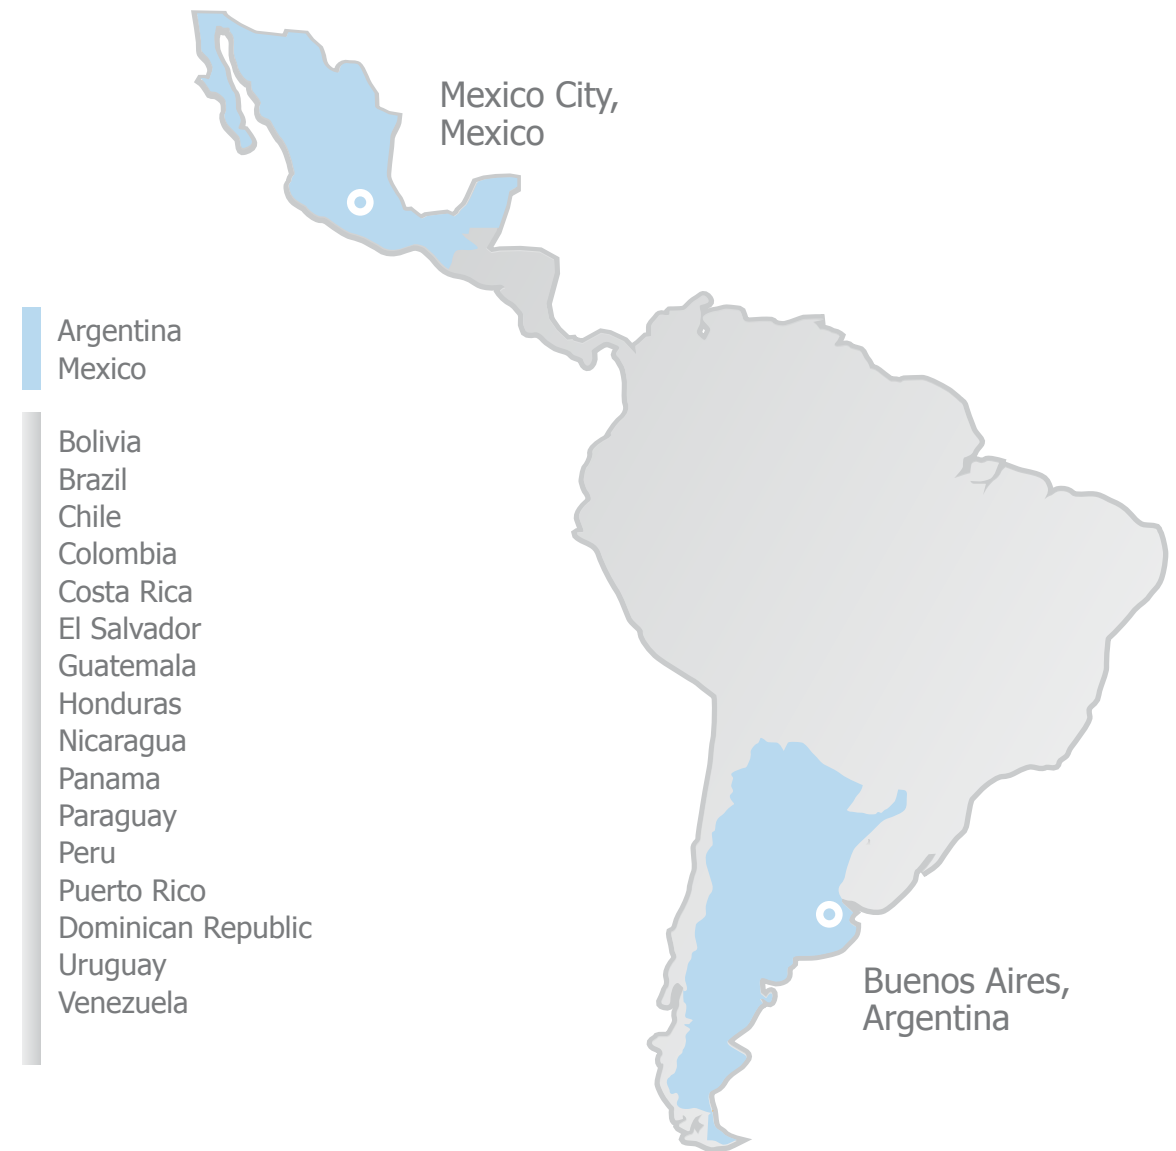 Mexico City,
Mexico
Argentina
Mexico
Bolivia
Brazil
Chile
Colombia
Costa Rica
El Salvador
Guatemala
Honduras
Nicaragua
Panama
Paraguay
Peru
Puerto Rico
Dominican Republic
Uruguay
Venezuela
Buenos Aires,
Argentina